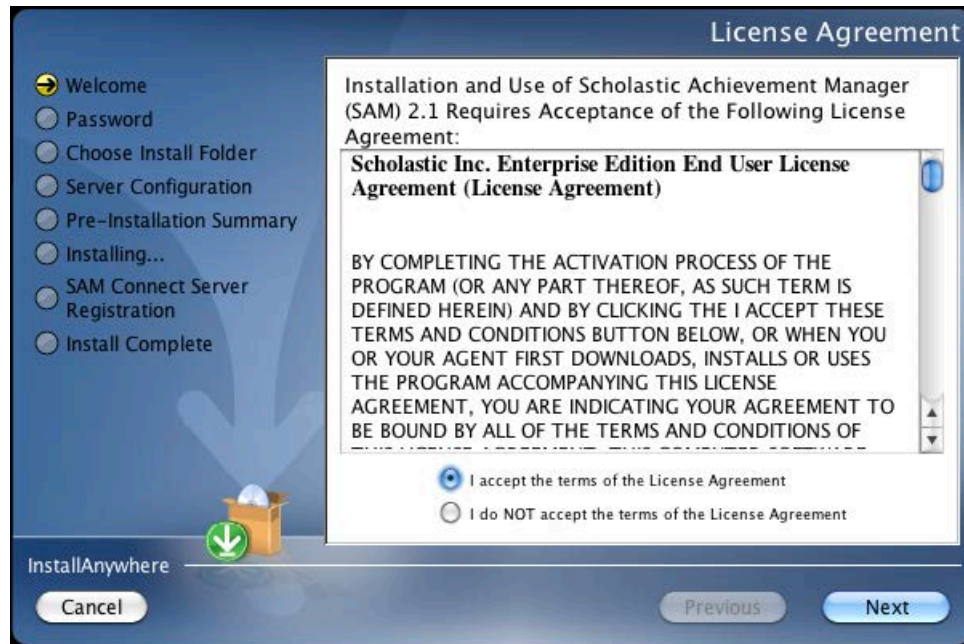 License Agreement
Welcome
Password
Choose Install Folder
Server Configuration
Pre-Installation Summary
Installing...
SAM Connect Server
Registration
Install Complete
Installation and Use of Scholastic Achievement Manager
(SAM) 2.1 Requires Acceptance of the Following License
Agreement:
Scholastic Inc. Enterprise Edition End User License
Agreement (License Agreement)
BY COMPLETING THE ACTIVATION PROCESS OF THE
PROGRAM (OR ANY PART THEREOF, AS SUCH TERM IS
DEFINED HEREIN) AND BY CLICKING THE I ACCEPT THESE
TERMS AND CONDITIONS BUTTON BELOW, OR WHEN YOU
OR YOUR AGENT FIRST DOWNLOADS, INSTALLS OR USES
THE PROGRAM ACCOMPANYING THIS LICENSE
AGREEMENT, YOU ARE INDICATING YOUR AGREEMENT TO
BE BOUND BY ALL OF THE TERMS AND CONDITIONS OF
I accept the terms of the License Agreement
I do NOT accept the terms of the License Agreement
InstallAnywhere
Cancel
Previous
Next